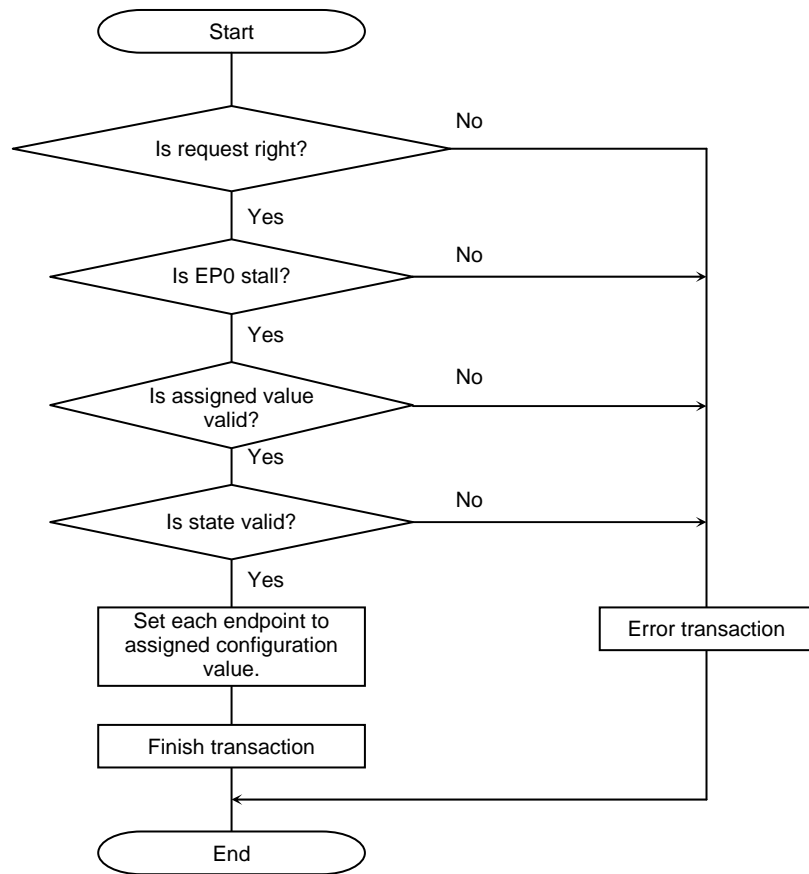 Start
Is request right?
No
Yes
Is EP0 stall?
No
Yes
Is assigned value
valid?
No
Yes
Is state valid?
No
Yes
Set each endpoint to
assigned configuration
value.
Error transaction
Finish transaction
End